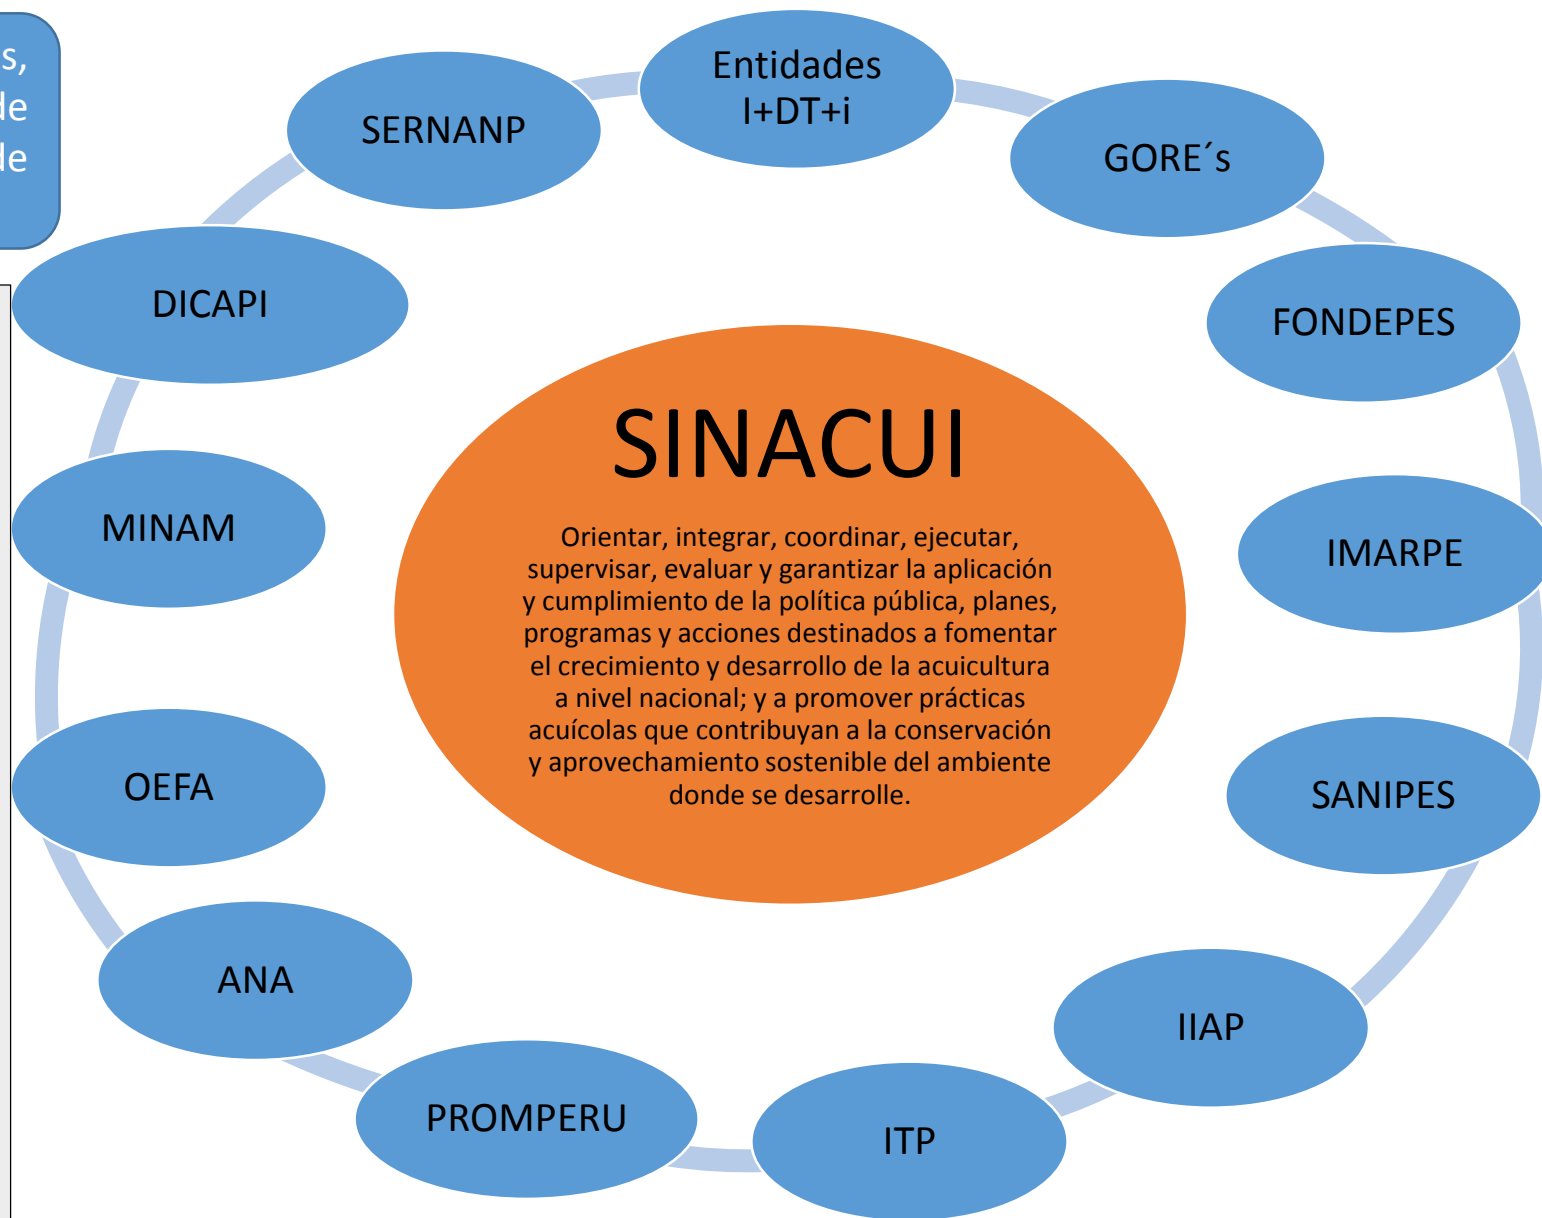 s,
de
de
Entidades
I+DT+i
SERNANP
GORE´s
DICAPI
FONDEPES
SINACUI
Orientar, integrar, coordinar, ejecutar,
supervisar, evaluar y garantizar la aplicación
y cumplimiento de la política pública, planes,
programas y acciones destinados a fomentar
el crecimiento y desarrollo de la acuicultura
a nivel nacional; y a promover prácticas
acuícolas que contribuyan a la conservación
y aprovechamiento sostenible del ambiente
donde se desarrolle.
MINAM
IMARPE
OEFA
SANIPES
ANA
IIAP
PROMPERU
ITP